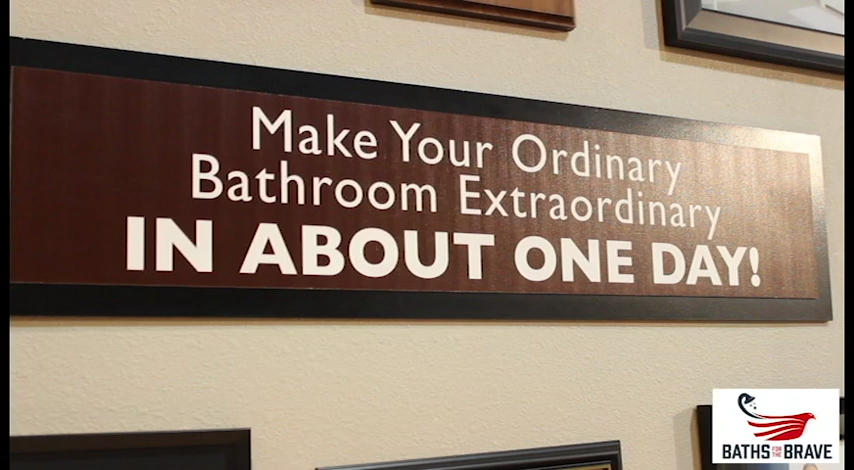 Make Your Ordinary
Bathroom Extraordinary
IN ABOUT ONE DAY!
BATHS FOR THE BRAVE